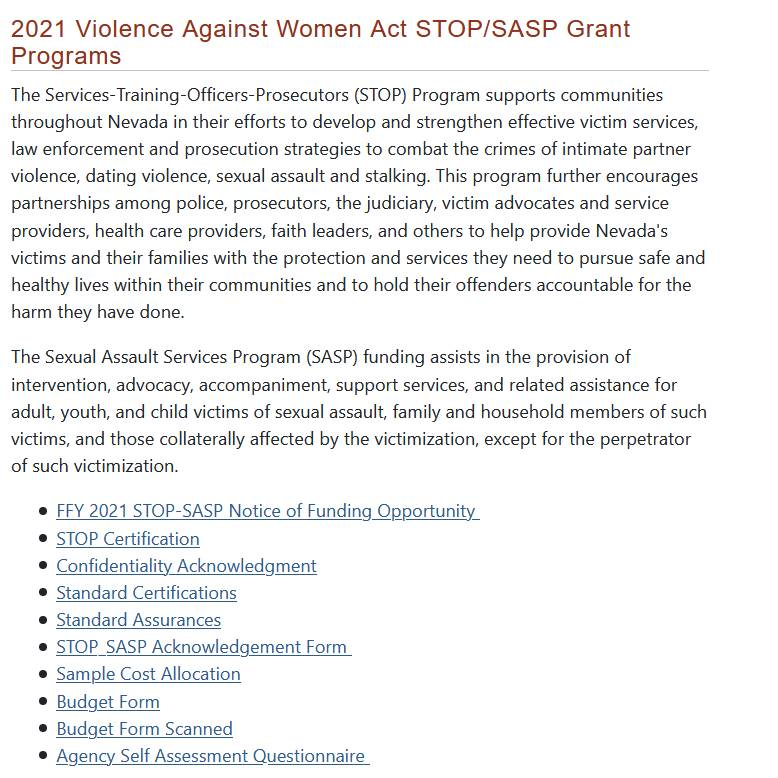 2021 Violence Against Women Act STOP/SASP Grant
Programs
The Services-Training-Officers-Prosecutors (STOP) Program supports communities
throughout Nevada in their efforts to develop and strengthen effective victim services,
law enforcement and prosecution strategies to combat the crimes of intimate partner
violence, dating violence, sexual assault and stalking. This program further encourages
partnerships among police, prosecutors, the judiciary, victim advocates and service
providers, health care providers, faith leaders, and others to help provide Nevada's
victims and their families with the protection and services they need to pursue safe and
healthy lives within their communities and to hold their offenders accountable for the
harm they have done.
The Sexual Assault Services Program (SASP) funding assists in the provision of
intervention, advocacy, accompaniment, support services, and related assistance for
adult, youth, and child victims of sexual assault, family and household members of such
victims, and those collaterally affected by the victimization, except for the perpetrator
of such victimization.
• FFY 2021 STOP-SASP Notice of Funding Opportunity
• STOP Certification
• Confidentiality Acknowledgment
• Standard Certifications
• Standard Assurances
• STOP_SASP Acknowledgement Form
• Sample Cost Allocation
• Budget Form
• Budget Form Scanned
• Agency Self Assessment Questionnaire